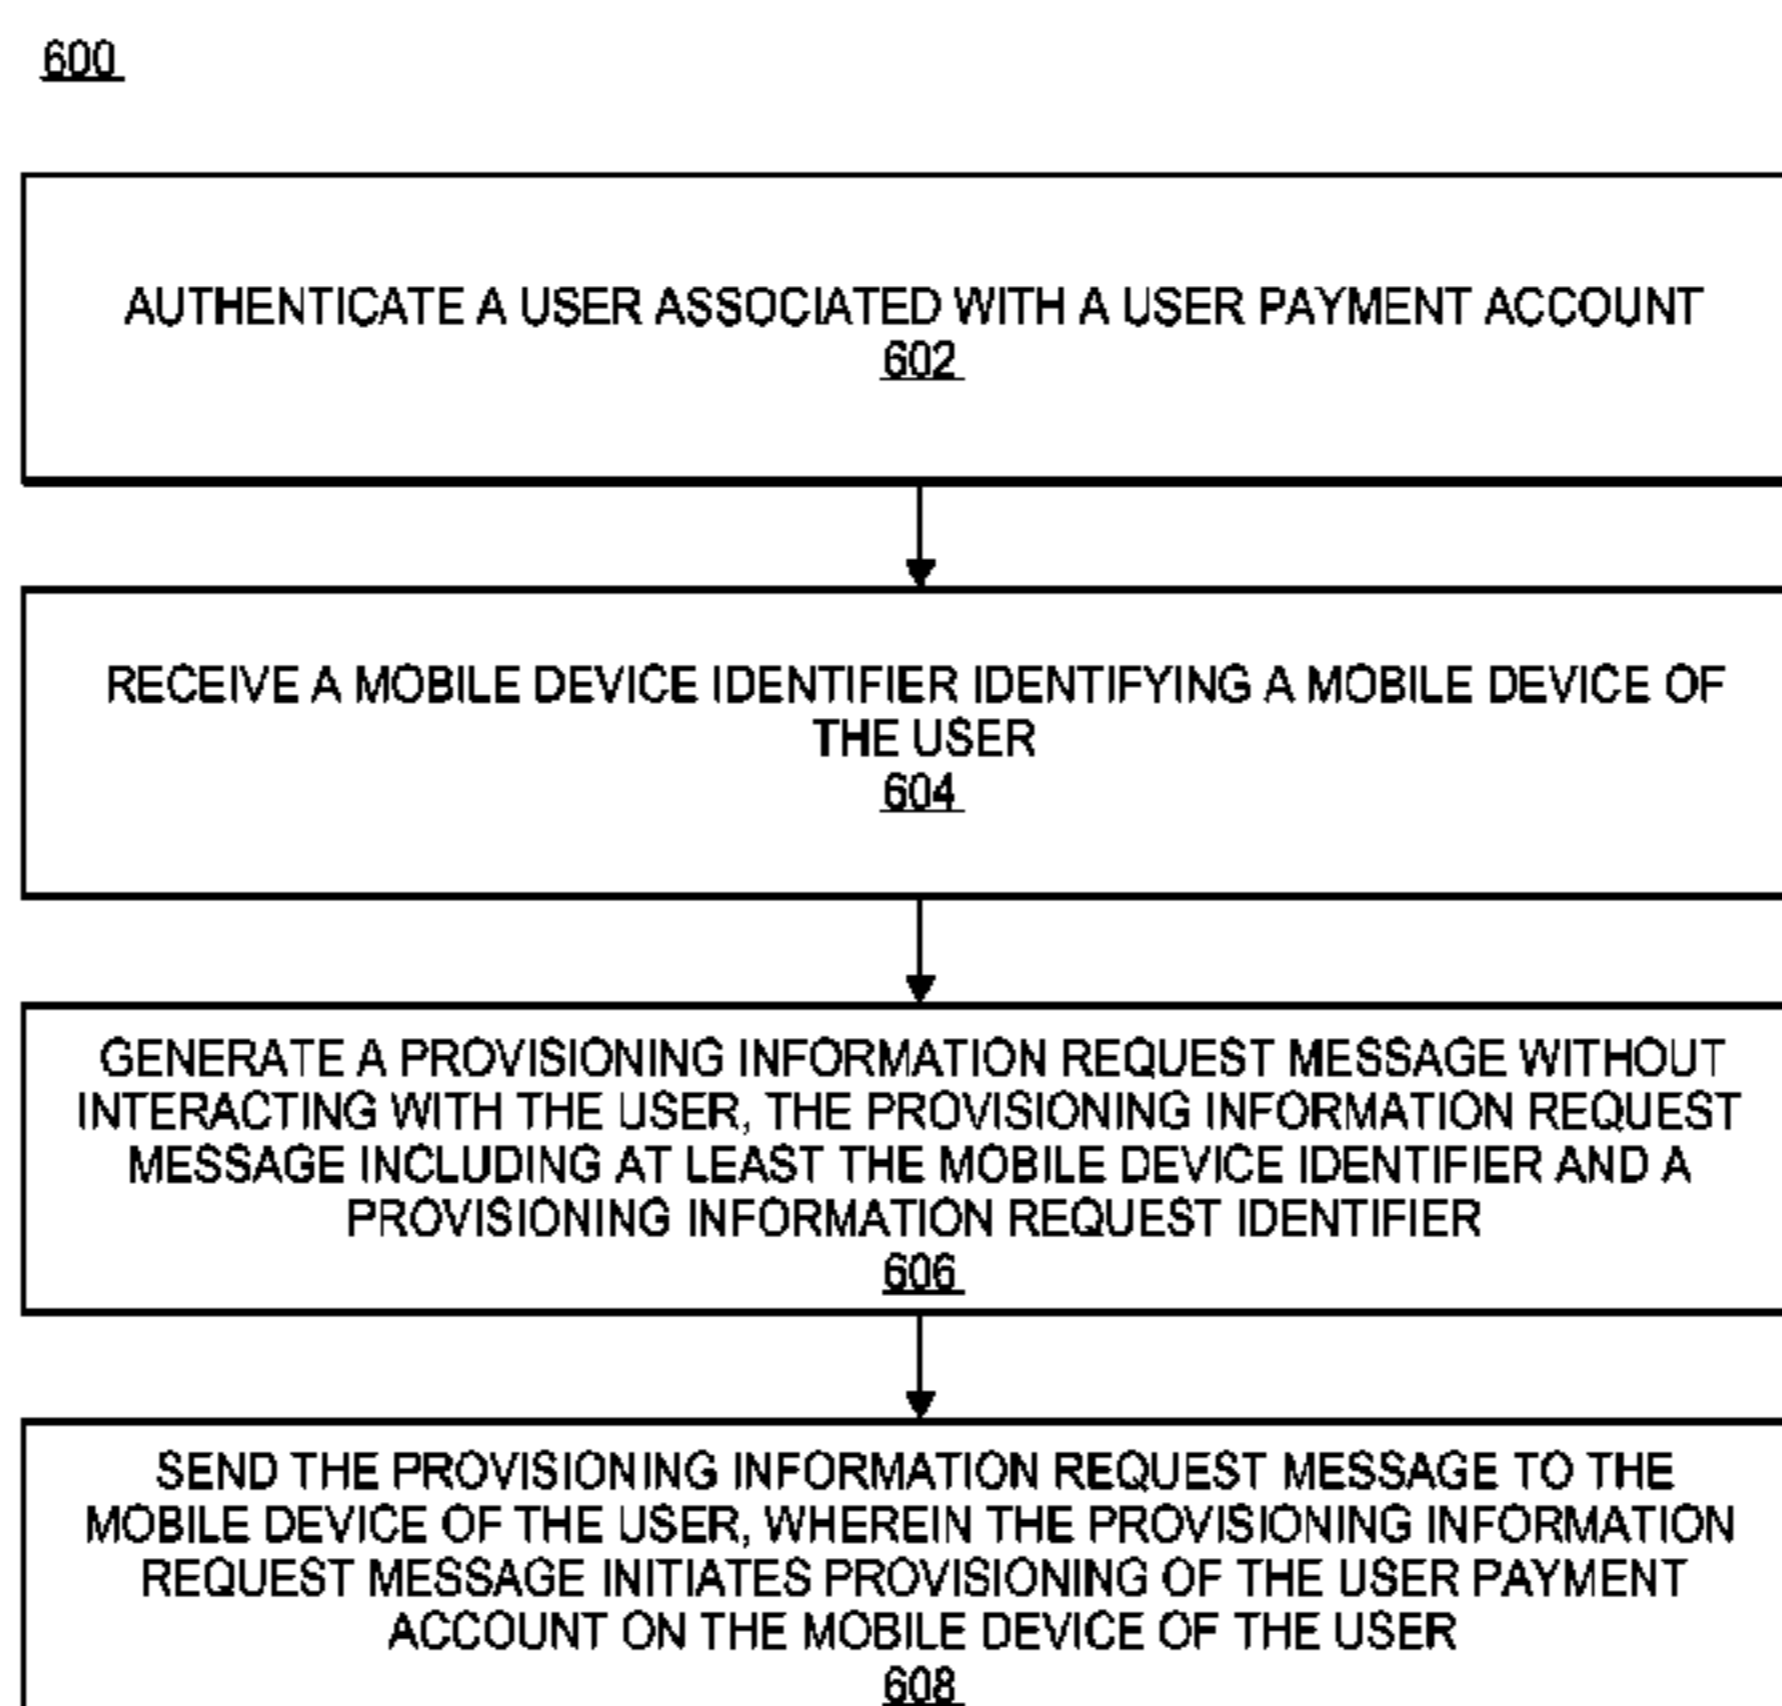 600
AUTHENTICATE A USER ASSOCIATED WITH A USER PAYMENT ACCOUNT
602
RECEIVE A MOBILE DEVICE IDENTIFIER IDENTIFYING A MOBILE DEVICE OF
THE USER
604
GENERATE A PROVISIONING INFORMATION REQUEST MESSAGE WITHOUT
INTERACTING WITH THE USER, THE PROVISIONING INFORMATION REQUEST
MESSAGE INCLUDING AT LEAST THE MOBILE DEVICE IDENTIFIER AND A
PROVISIONING INFORMATION REQUEST IDENTIFIER
606
SEND THE PROVISIONING INFORMATION REQUEST MESSAGE TO THE
MOBILE DEVICE OF THE USER, WHEREIN THE PROVISIONING INFORMATION
REQUEST MESSAGE INITIATES PROVISIONING OF THE USER PAYMENT
ACCOUNT ON THE MOBILE DEVICE OF THE USER
608